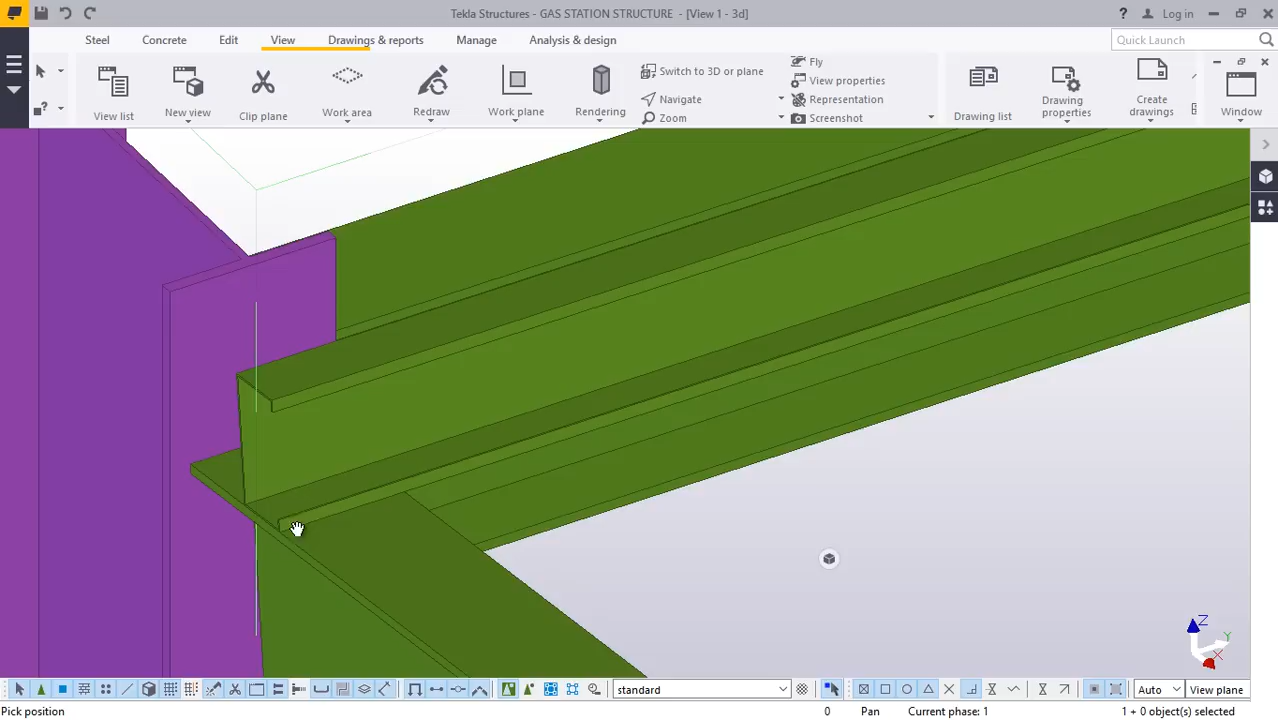 Tekla Structures - GAS STATION STRUCTURE - [View 1 - 3d]
? Log in
Steel Concrete Edit View Drawings & reports Manage Analysis & design
Quick Launch
View list
New view
Clip plane
Work area
Redraw
Work plane
Rendering
Switch to 3D or plane
Navigate
Zoom
Fly
View properties
Representation
Screenshot
Drawing list
Drawing properties
Create drawings
Window
Z
Y
X
standard
Auto
View plane
Pick position
0
Pan
Current phase: 1
1 + 0 object(s) selected